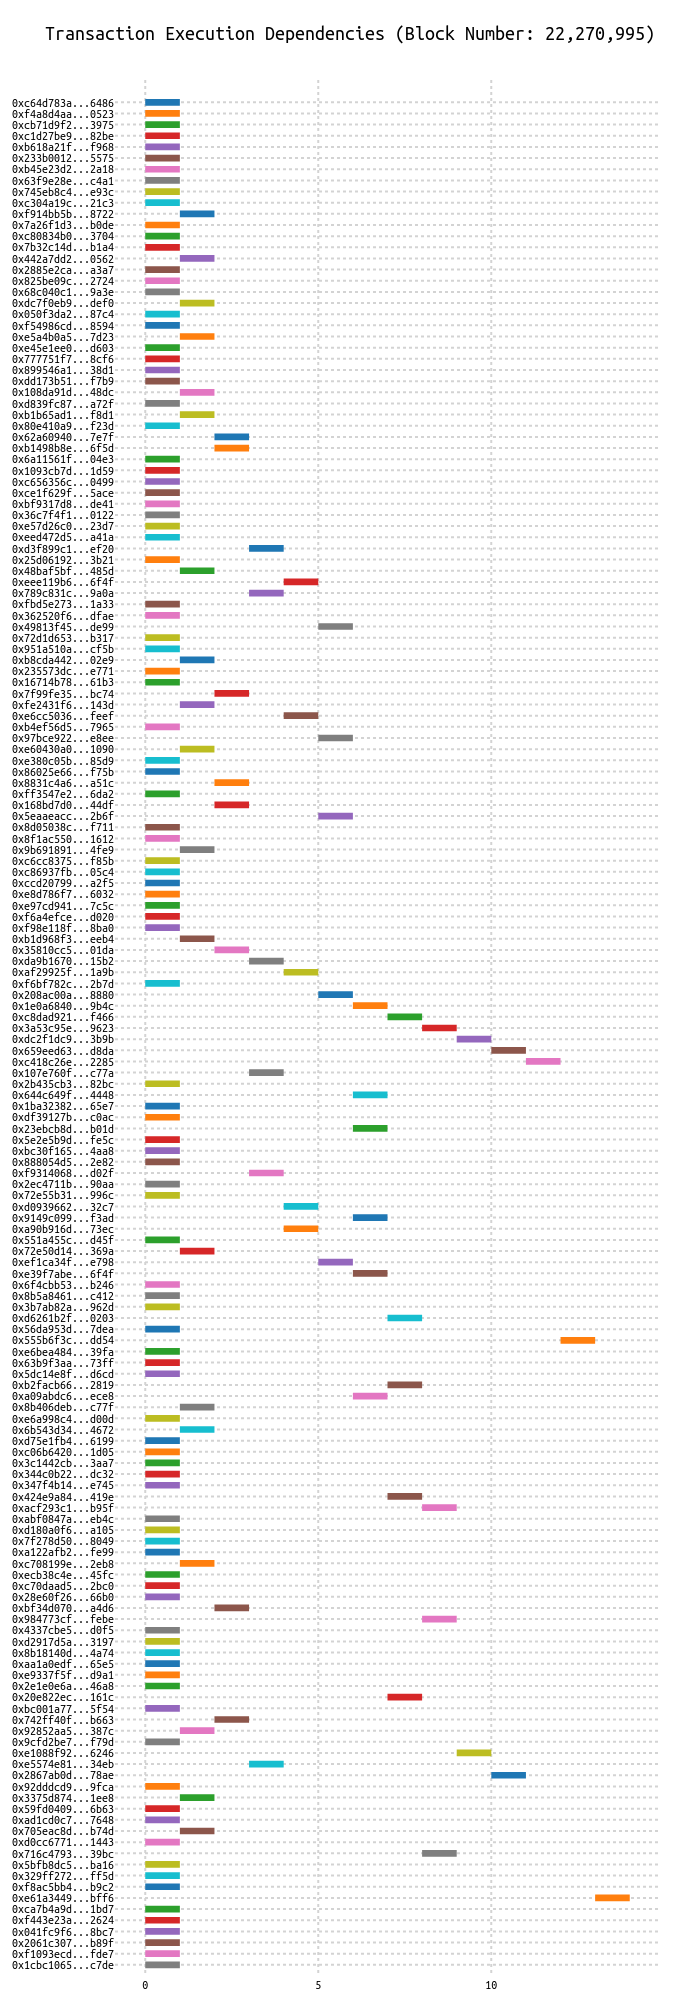 Transaction Execution Dependencies (Block Number: 22,270,995)
0xc64d783a...6486
0xf4a8d4aa...0523
0xcb71d9f2...3975
0xc1d27be9...82be
0xb618a21f...f968
0x233b0012...5575
0xb45e23d2...2a18
0x63f9e28e...c4a1
0x745eb8c4...e93c
0xc304a19c...21c3
0xf914bb5b...8722
0x7a26f1d3...b0de
0xc80834b0...3704
0x7b32c14d...b1a4
0x442a7dd2...0562
0x2885e2ca...a3a7
0x825be09c...2724
0x68c040c1...9a3e
0xdc7f0eb9...def0
0x050f3da2...87c4
0xf54986cd...8594
0xe5a4b0a5...7d23
0xe45e1ee0...d603
0x777751f7...8cf6
0x899546a1...38d1
0xdd173b51...f7b9
0x108da91d...48dc
0xd839fc87...a72f
0xb1b65ad1...f8d1
0x80e410a9...f23d
0x62a60940...7e7f
0xb1498b8e...6f5d
0x6a11561f...04e3
0x1093cb7d...1d59
0xc656356c...0499
0xce1f629f...5ace
0xbf9317d8...de41
0x36c7f4f1...0122
0xe57d26c0...23d7
0xeed472d5...a41a
0xd3f899c1...ef20
0x25d06192...3b21
0x48baf5bf...485d
0xeee119b6...6f4f
0x789c831c...9a0a
0xfbd5e273...1a33
0x362520f6...dfae
0x49813f45...de99
0x72d1d653...b317
0x951a510a...cf5b
0xb8cda442...02e9
0x235573dc...e771
0x16714b78...61b3
0x7f99fe35...bc74
0xfe2431f6...143d
0xe6cc5036...feef
0xb4ef56d5...7965
0x97bce922...e8ee
0xe60430a0...1090
0xe380c05b...85d9
0x86025e66...f75b
0x8831c4a6...a51c
0xff3547e2...6da2
0x168bd7d0...44df
0x5eaaeacc...2b6f
0x8d05038c...f711
0x8f1ac550...1612
0x9b691891...4fe9
0xc6cc8375...f85b
0xc86937fb...05c4
0xccd20799...a2f5
0xe8d786f7...6032
0xe97cd941...7c5c
0xf6a4efce...d020
0xf98e118f...8ba0
0xb1d968f3...eeb4
0x35810cc5...01da
0xda9b1670...15b2
0xaf29925f...1a9b
0xf6bf782c...2b7d
0x208ac00a...8880
0x1e0a6840...9b4c
0xc8dad921...f466
0x3a53c95e...9623
0xdc2f1dc9...3b9b
0x659eed63...d8da
0xc418c26e...2285
0x107e760f...c77a
0x2b435cb3...82bc
0x644c649f...4448
0x1ba32382...65e7
0xdf39127b...c0ac
0x23ebcb8d...b01d
0x5e2e5b9d...fe5c
0xbc30f165...4aa8
0x888054d5...2e82
0xf9314068...d02f
0x2ec4711b...90aa
0x72e55b31...996c
0xd0939662...32c7
0x9149c099...f3ad
0xa90b916d...73ec
0x551a455c...d45f
0x72e50d14...369a
0xef1ca34f...e798
0xe39f7abe...6f4f
0x6f4cbb53...b246
0x8b5a8461...c412
0x3b7ab82a...962d
0xd6261b2f...0203
0x56da953d...7dea
0x555b6f3c...dd54
0xe6bea484...39fa
0x63b9f3aa...73ff
0x5dc14e8f...d6cd
0xb2facb66...2819
0xa09abdc6...ece8
0x8b406deb...c77f
0xe6a998c4...d00d
0x6b543d34...4672
0xd75e1fb4...6199
0xc06b6420...1d05
0x3c1442cb...3aa7
0x344c0b22...dc32
0x347f4b14...e745
0x424e9a84...419e
0xacf293c1...b95f
0xabf0847a...eb4c
0xd180a0f6...a105
0x7f278d50...8049
0xa122afb2...fe99
0xc708199e...2eb8
0xecb38c4e...45fc
0xc70daad5...2bc0
0x28e60f26...66b0
0xbf34d070...a4d6
0x984773cf...febe
0x4337cbe5...d0f5
0xd2917d5a...3197
0x8b18140d...4a74
0xaa1a0edf...65e5
0xe9337f5f...d9a1
0x2e1e0e6a...46a8
0x20e822ec...161c
0xbc001a77...5f54
0x742ff40f...b663
0x92852aa5...387c
0x9cfd2be7...f79d
0xe1088f92...6246
0xe5574e81...34eb
0x2867ab0d...78ae
0x92dddcd9...9fca
0x3375d874...1ee8
0x59fd0409...6b63
0xad1cd0c7...7648
0x705eac8d...b74d
0xd0cc6771...1443
0x716c4793...39bc
0x5bfb8dc5...ba16
0x329ff272...ff5d
0xf8ac5bb4...b9c2
0xe61a3449...bff6
0xca7b4a9d...1bd7
0xf443e23a...2624
0x041fc9f6...8bc7
0x2061c307...b89f
0xf1093ecd...fde7
0x1cbc1065...c7de
0 5 10